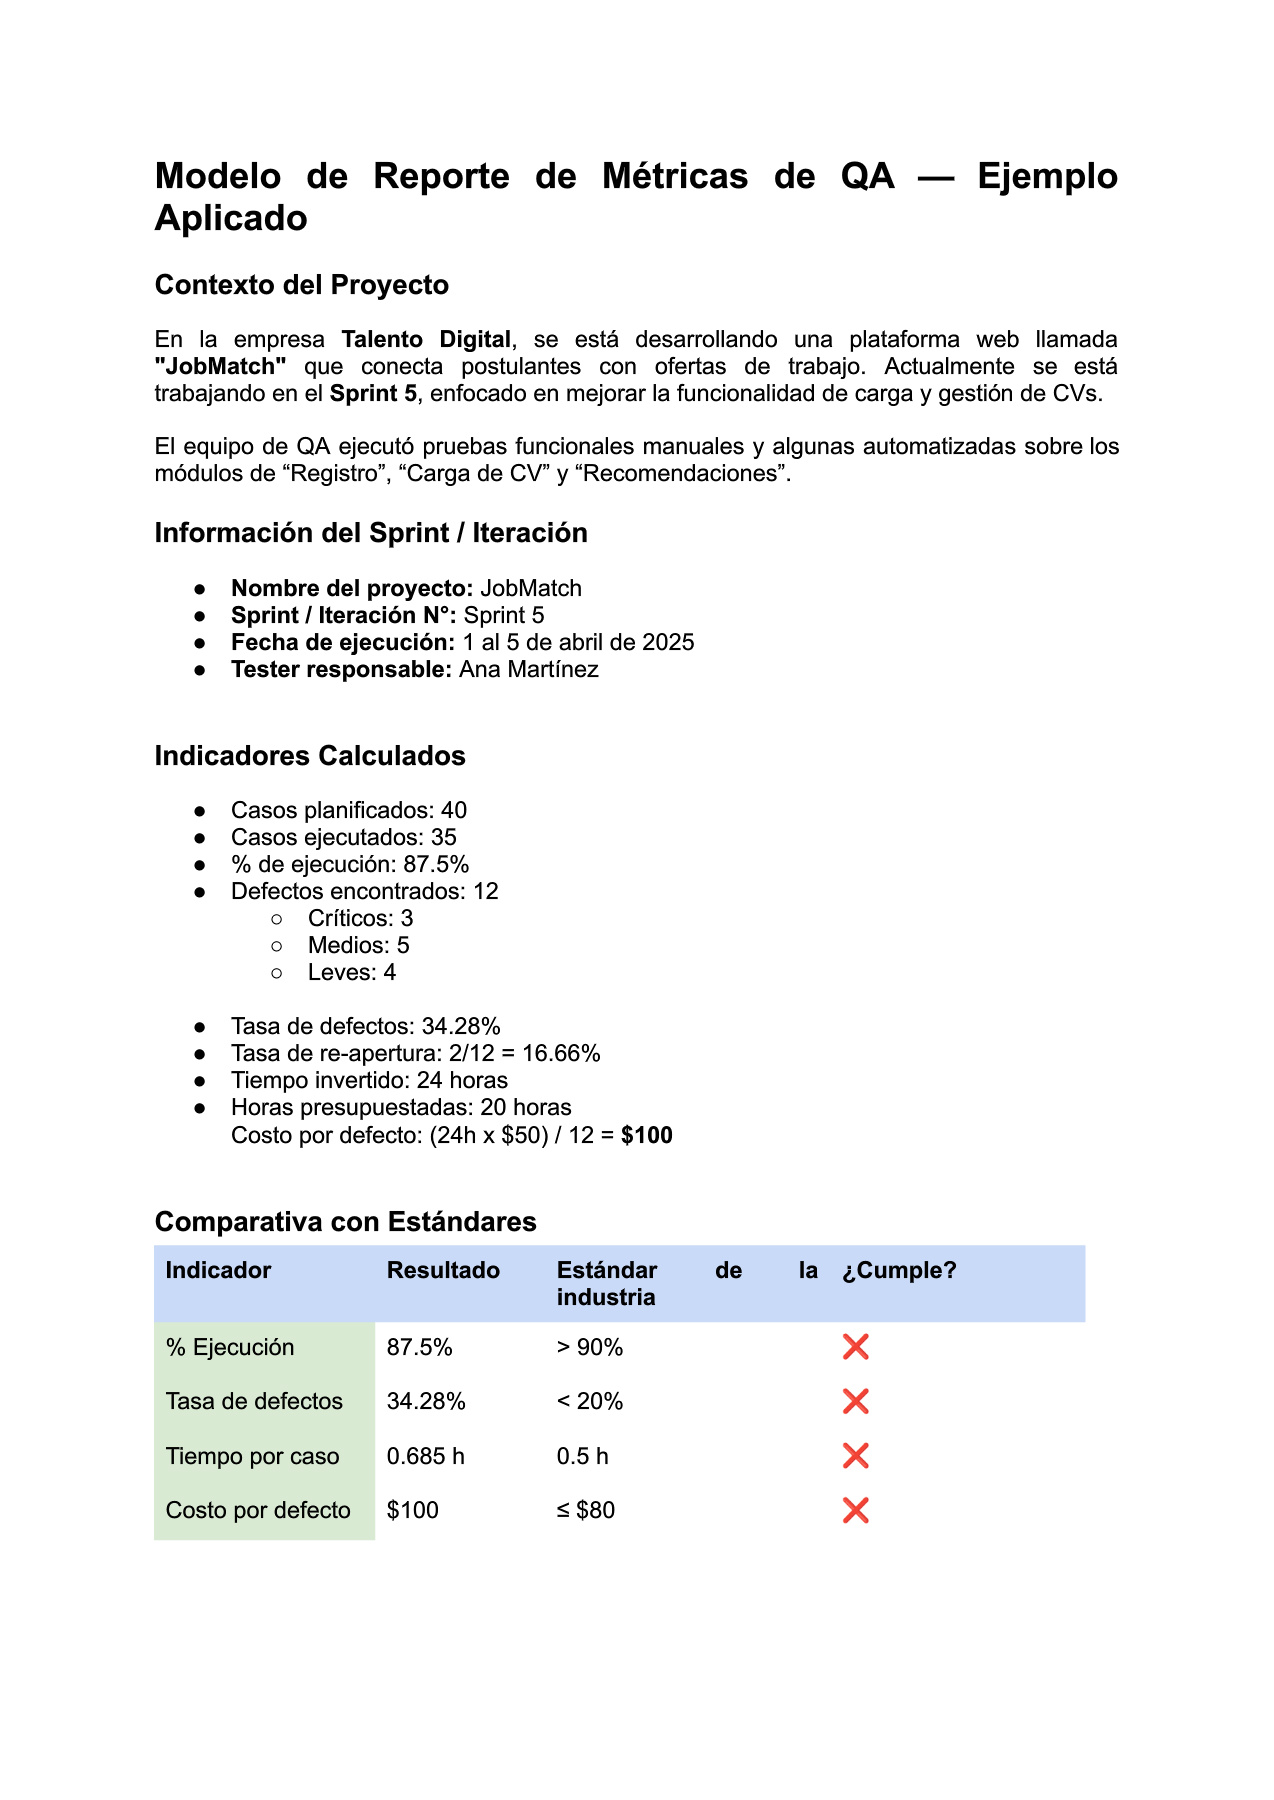 Modelo de Reporte de Métricas de QA — Ejemplo
Aplicado
Contexto del Proyecto
En la empresa Talento Digital, se está desarrollando una plataforma web llamada
"JobMatch" que conecta postulantes con ofertas de trabajo. Actualmente se está
trabajando en el Sprint 5, enfocado en mejorar la funcionalidad de carga y gestión de CVs.
El equipo de QA ejecutó pruebas funcionales manuales y algunas automatizadas sobre los
módulos de “Registro”, “Carga de CV” y “Recomendaciones”.
Información del Sprint / Iteración
● Nombre del proyecto: JobMatch
● Sprint / Iteración N°: Sprint 5
● Fecha de ejecución: 1 al 5 de abril de 2025
● Tester responsable: Ana Martínez
Indicadores Calculados
● Casos planificados: 40
● Casos ejecutados: 35
● % de ejecución: 87.5%
● Defectos encontrados: 12
○ Críticos: 3
○ Medios: 5
○ Leves: 4
● Tasa de defectos: 34.28%
● Tasa de re-apertura: 2/12 = 16.66%
● Tiempo invertido: 24 horas
● Horas presupuestadas: 20 horas
Costo por defecto: (24h x $50) / 12 = $100
Comparativa con Estándares
Indicador Resultado Estándar de la ¿Cumple?
industria
% Ejecución 87.5% > 90% ❌
Tasa de defectos 34.28% < 20% ❌
Tiempo por caso 0.685 h 0.5 h ❌
Costo por defecto $100 ≤ $80 ❌